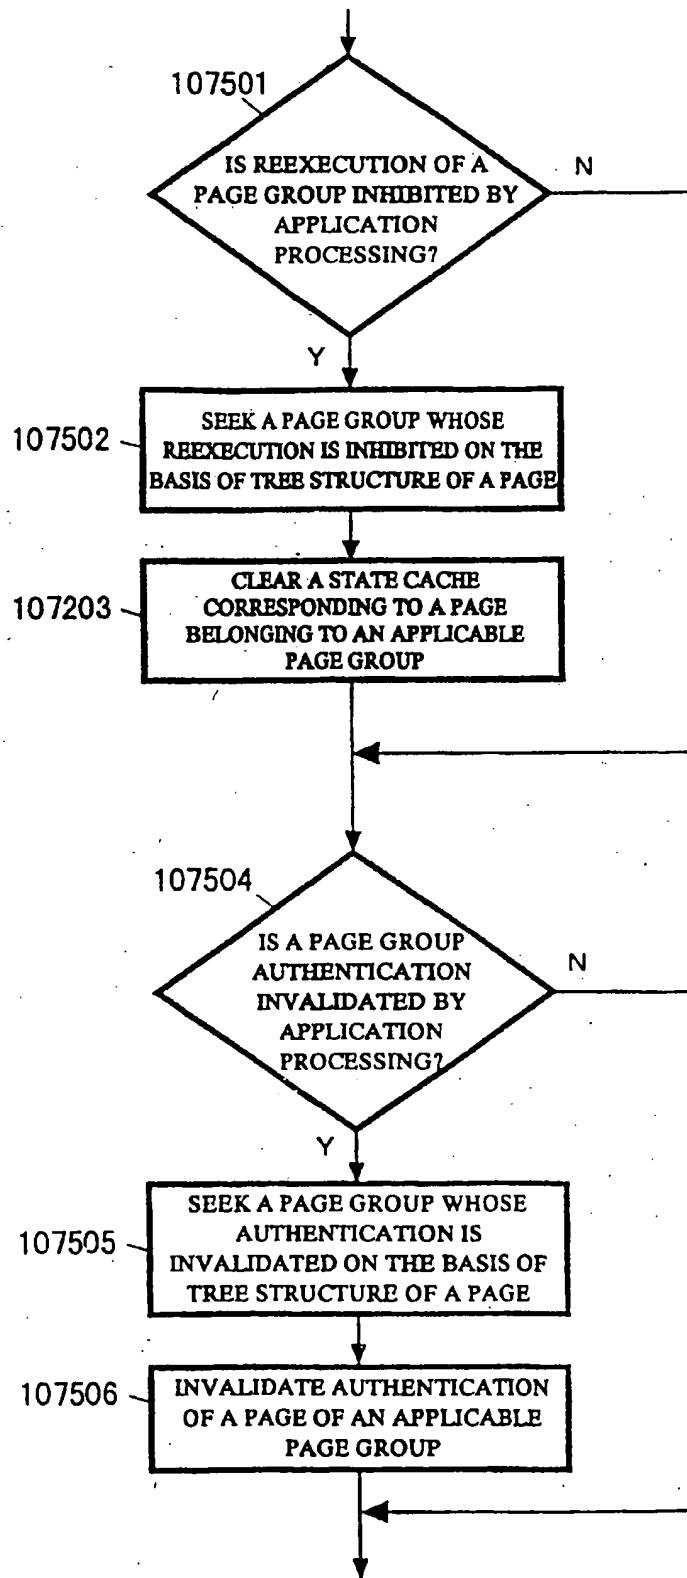 107501
IS REEXECUTION OF A
PAGE GROUP INHIBITED BY
APPLICATION
PROCESSING?
N
Y
107502
SEEK A PAGE GROUP WHOSE
REEXECUTION IS INHIBITED ON THE
BASIS OF TREE STRUCTURE OF A PAGE
107203
CLEAR A STATE CACHE
CORRESPONDING TO A PAGE
BELONGING TO AN APPLICABLE
PAGE GROUP
107504
IS A PAGE GROUP
AUTHENTICATION
INVALIDATED BY
APPLICATION
PROCESSING?
N
Y
107505
SEEK A PAGE GROUP WHOSE
AUTHENTICATION IS
INVALIDATED ON THE BASIS OF
TREE STRUCTURE OF A PAGE
107506
INVALIDATE AUTHENTICATION
OF A PAGE OF AN APPLICABLE
PAGE GROUP